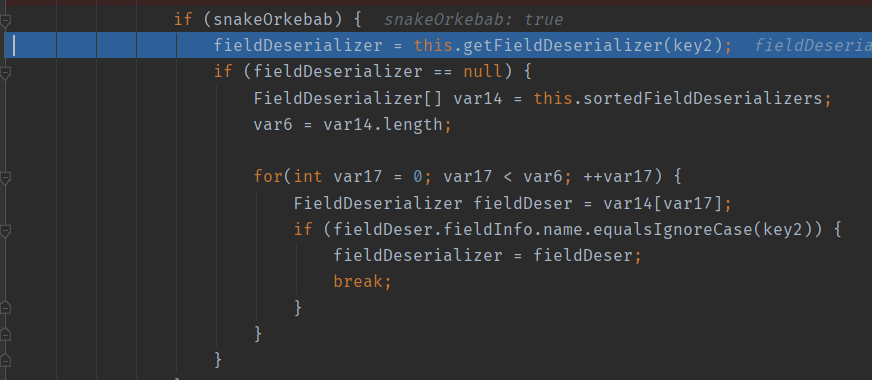 if (snakeOrkebab) {  snakeOrkebab: true
fieldDeserializer = this.getFieldDeserializer(key2);  fieldDeseria
if (fieldDeserializer == null) {
FieldDeserializer[] var14 = this.sortedFieldDeserializers;
var6 = var14.length;
for(int var17 = 0; var17 < var6; ++var17) {
FieldDeserializer fieldDeser = var14[var17];
if (fieldDeser.fieldInfo.name.equalsIgnoreCase(key2)) {
fieldDeserializer = fieldDeser;
break;
}
}
}